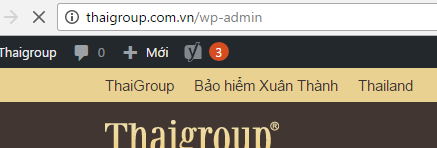 thaigroup.com.vn/wp-admin
Thaigroup 0 Mới 3
ThaiGroup Bảo hiểm Xuân Thành Thailand
Thaigroup®